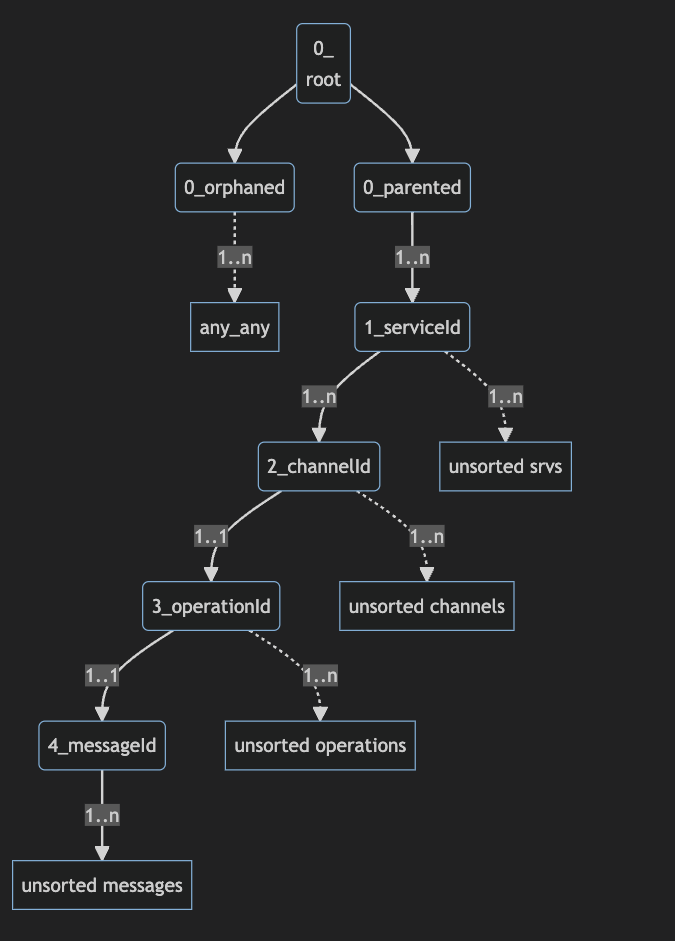 0_
root
0_orphaned
0_parented
1..n
1..n
any_any
1_serviceId
1..n
1..n
2_channelId
unsorted srvs
1..1
1..n
3_operationId
unsorted channels
1..1
1..n
4_messageId
unsorted operations
1..n
unsorted messages